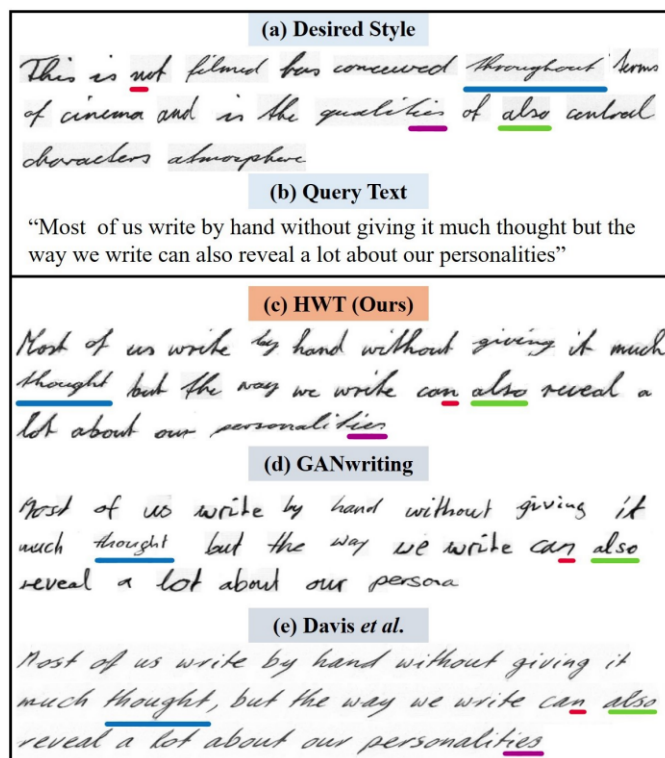 (a) Desired Style
This is not filmed has conceived throughout terms
of cinema and is the qualities of also control
characters atmosphere
(b) Query Text
“Most of us write by hand without giving it much thought but the
way we write can also reveal a lot about our personalities”
(c) HWT (Ours)
Most of us write by hand without giving it much
thought but the way we write can also reveal a
lot about our personalities
(d) GANwriting
Most of us write by hand without giving it
much thought but the way we write can also
reveal a lot about our persona
(e) Davis et al.
Most of us write by hand without giving it
much thought, but the way we write can also
reveal a lot about our personalities